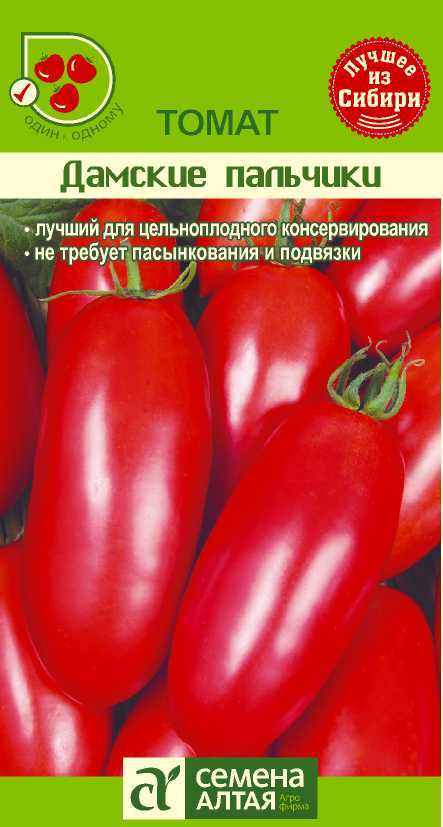 один к одному
Лучшее
из
Сибири
ТОМАТ
Дамские пальчики
• лучший для цельноплодного консервирования
• не требует пасынкования и подвязки
семена
АЛТАЯ
Агро
фирма